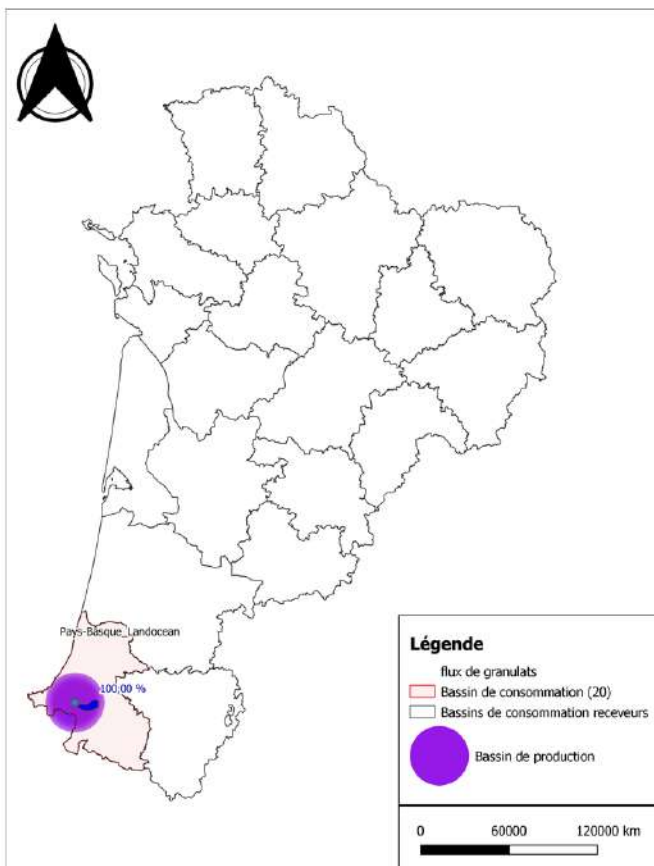 Pays-Basque_Landocean
100,00 %
Légende
flux de granulats
Bassin de consommation (20)
Bassins de consommation receveurs
Bassin de production
0 60000 120000 km